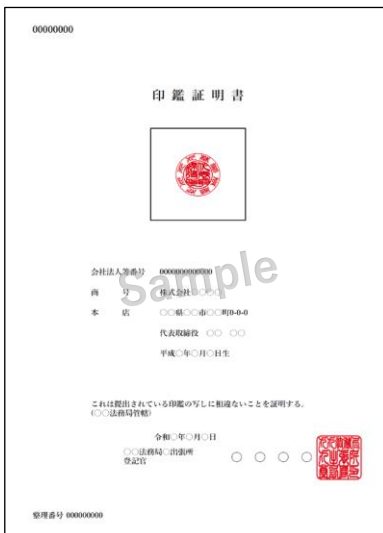 00000000
印鑑証明書
会社法人等番号 0000000000000
商 号 株式会社○○○○
本 店 ○○県○○市○○町0-0-0
代表取締役 ○○ ○○
平成○年○月○日生
Sample
これは提出されている印鑑の写しに相違ないことを証明する。
(○○法務局管轄)
令和○年○月○日
○○法務局○出張所
登記官 ○ ○ ○ ○
整理番号 000000000